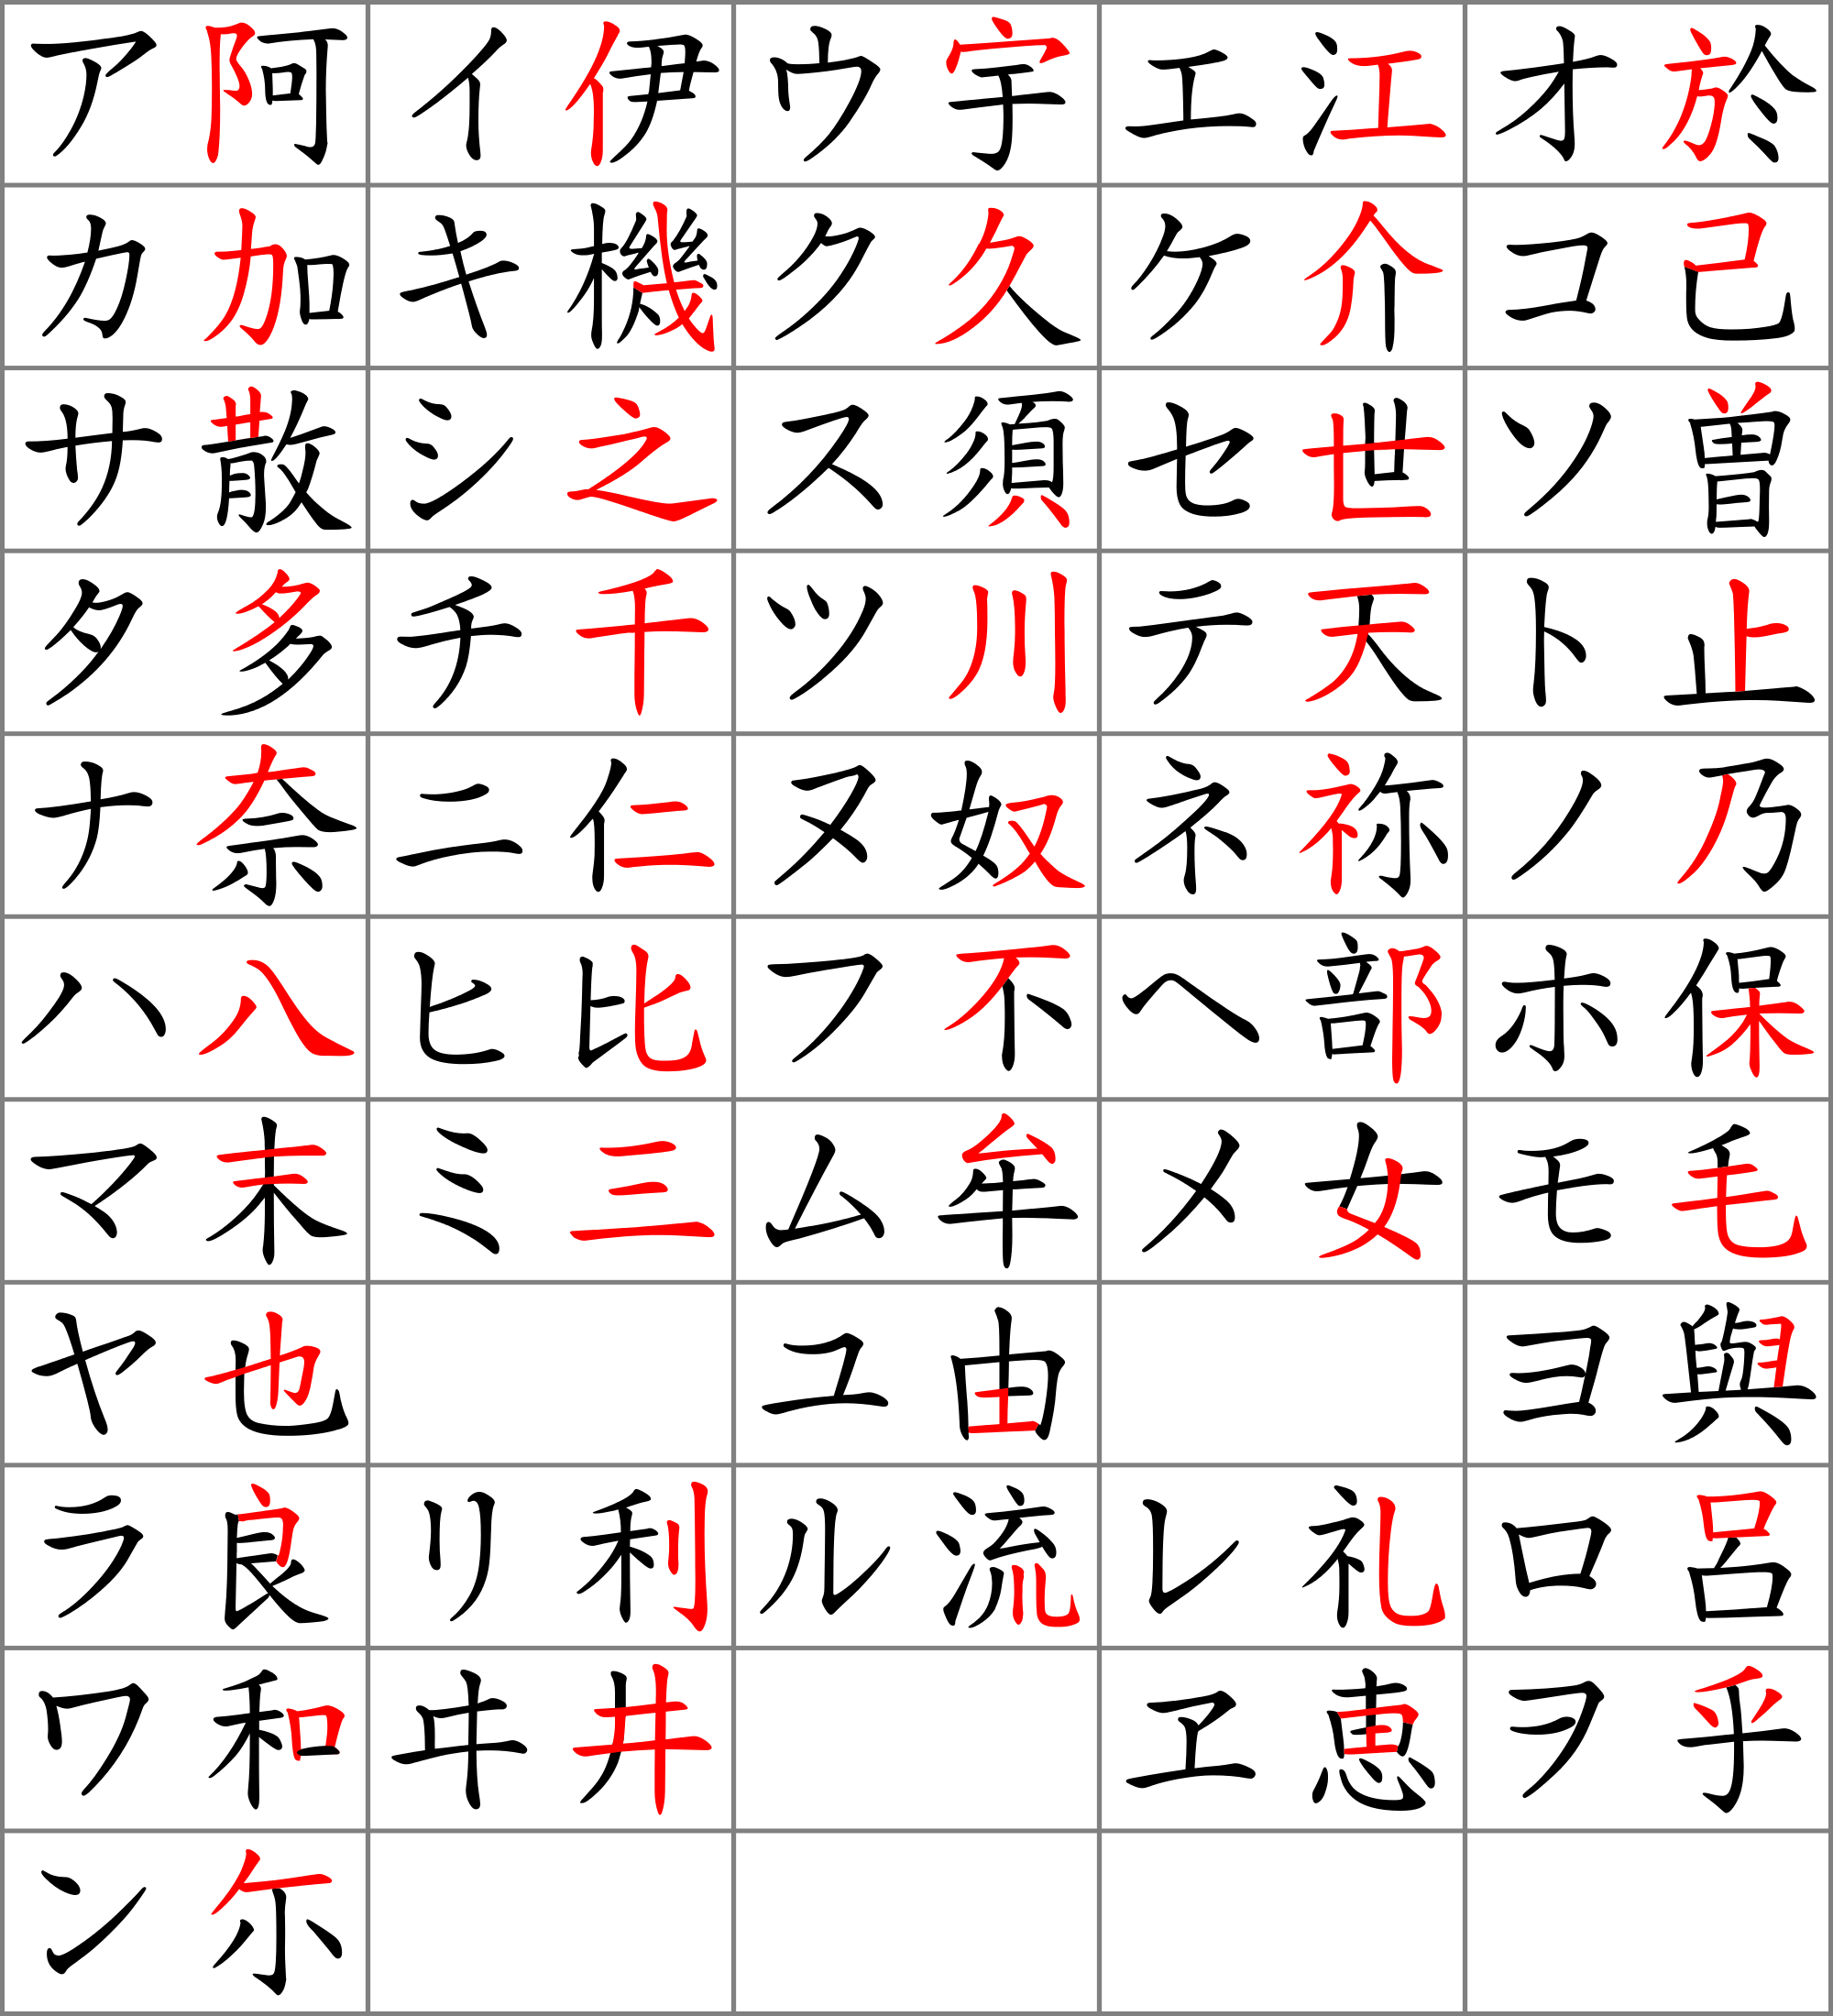 ア阿 イ伊 ウ宇 エ江 オ於
カ加 キ機 ク久 ケ介 コ己
サ散 シ之 ス須 セ世 ソ曽
タ多 チ千 ツ川 テ天 ト止
ナ奈 ニ仁 ヌ奴 ネ祢 ノ乃
ハ八 ヒ比 フ不 ヘ部 ホ保
マ末 ミ三 ム牟 メ女 モ毛
ヤ也 ユ由 ヨ與
ラ良 リ利 ル流 レ礼 ロ呂
ワ和 ヰ井 ヱ恵 ヲ乎
ン尓